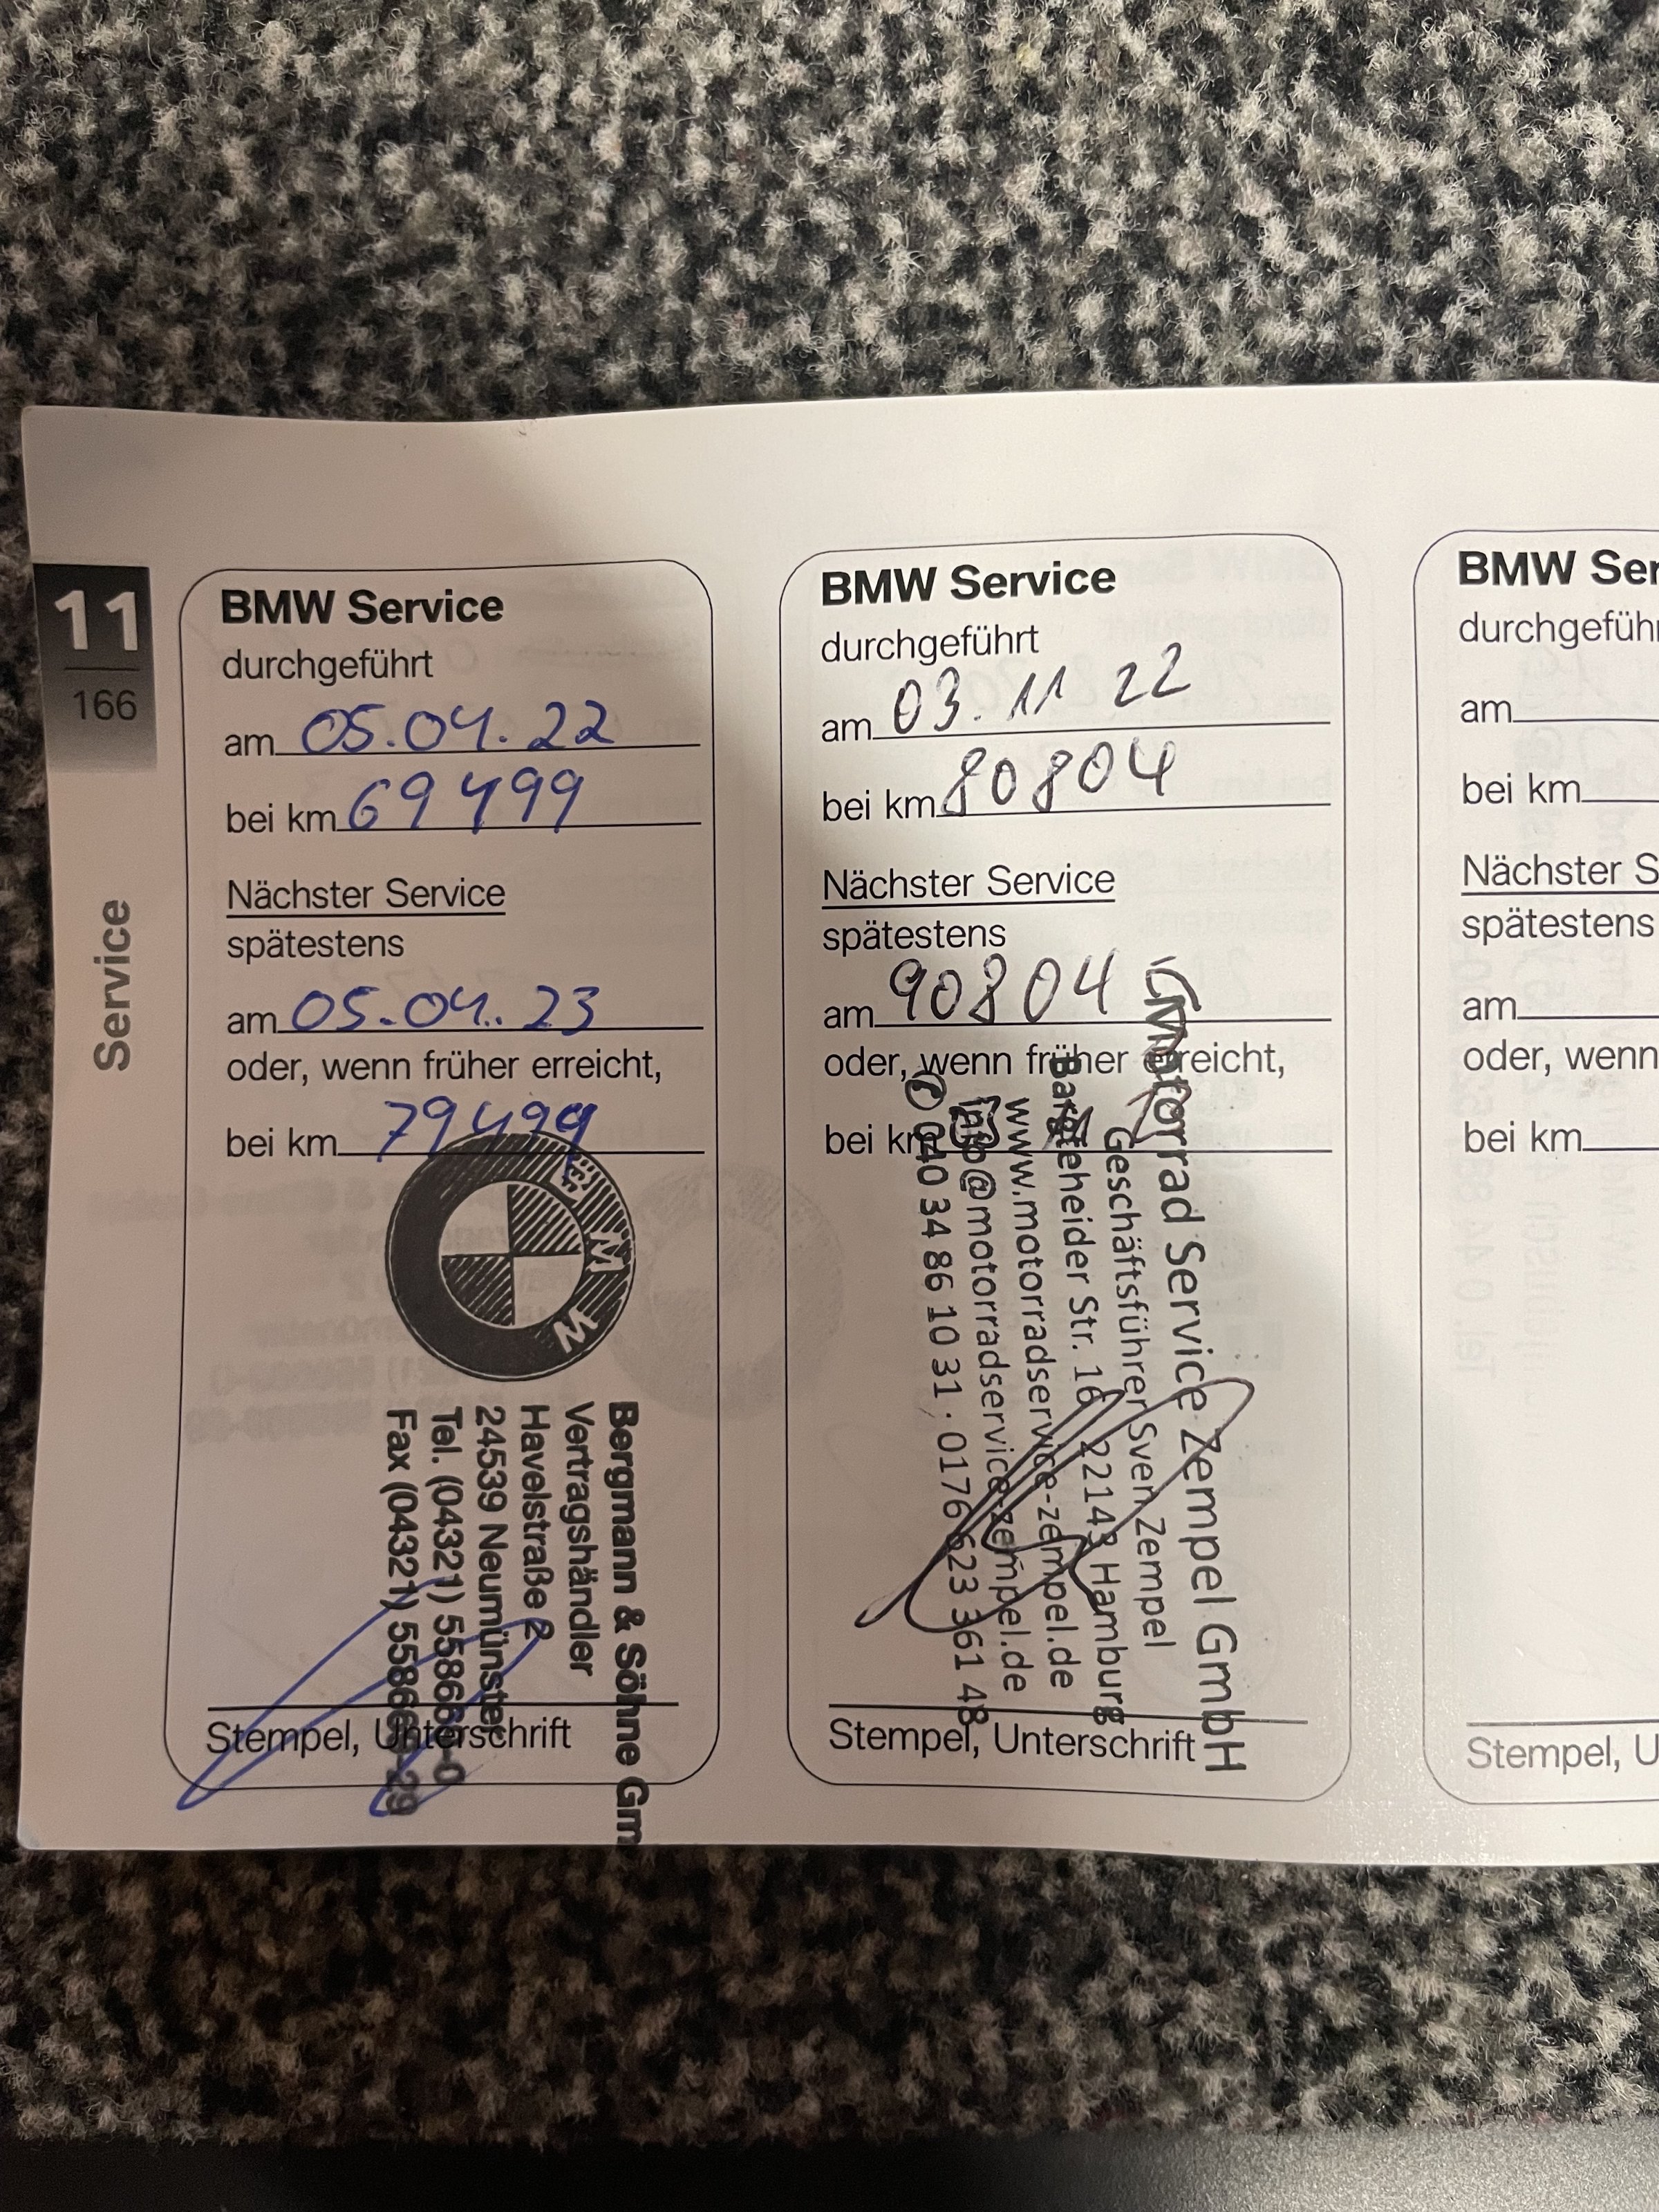 11
166
Service
BMW Service
durchgeführt
am 05.04.22
bei km 69499
Nächster Service
spätestens
am 05.04.23
oder, wenn früher erreicht,
bei km 79499
BMW
Bergmann & Söhne Gm
Vertragshändler
Havelstraße 2
24539 Neumünster
Tel. (04321) 55866-0
Fax (04321) 55866-29
Stempel, Unterschrift
BMW Service
durchgeführt
am 03.11 22
bei km 80804
Nächster Service
spätestens
am 90804
oder, wenn früher erreicht,
bei km
Motorrad Service Zempel GmbH
Geschäftsführer Sven Zempel
Bargteheider Str. 16 22143 Hamburg
www.motorradservice-zempel.de
info@motorradservice-zempel.de
040 34 86 10 31 · 0176 623 361 48
Stempel, Unterschrift
BMW Ser
durchgefüh
am
bei km
Nächster S
spätestens
am
oder, wenn
bei km
Stempel, U